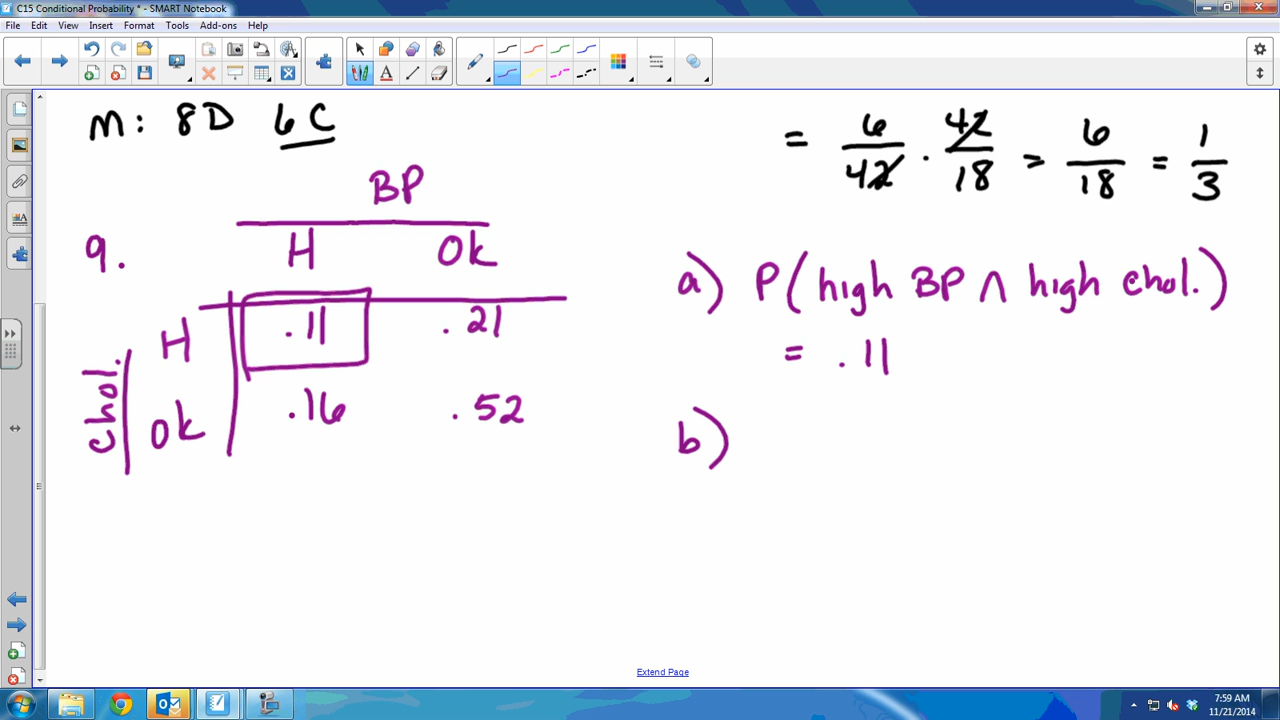 C15 Conditional Probability * - SMART Notebook
File Edit View Insert Format Tools Add-ons Help
m: 8D 6C
= 6/42 · 42/18 = 6/18 = 1/3
BP
9. H Ok
a) P(high BP ∩ high chol.)
H .11 .21
= .11
chol.
Ok .16 .52
b)
Extend Page
7:59 AM
11/21/2014